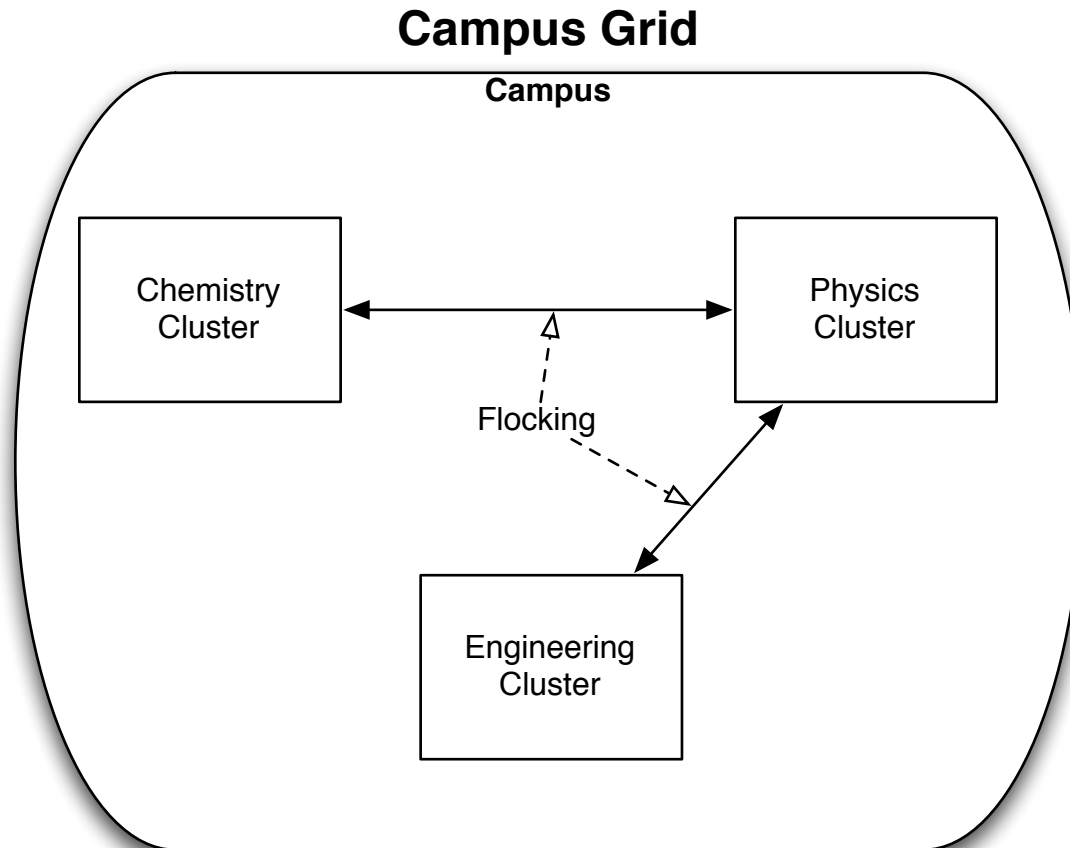 Campus Grid
Campus
Chemistry
Cluster
Physics
Cluster
Flocking
Engineering
Cluster